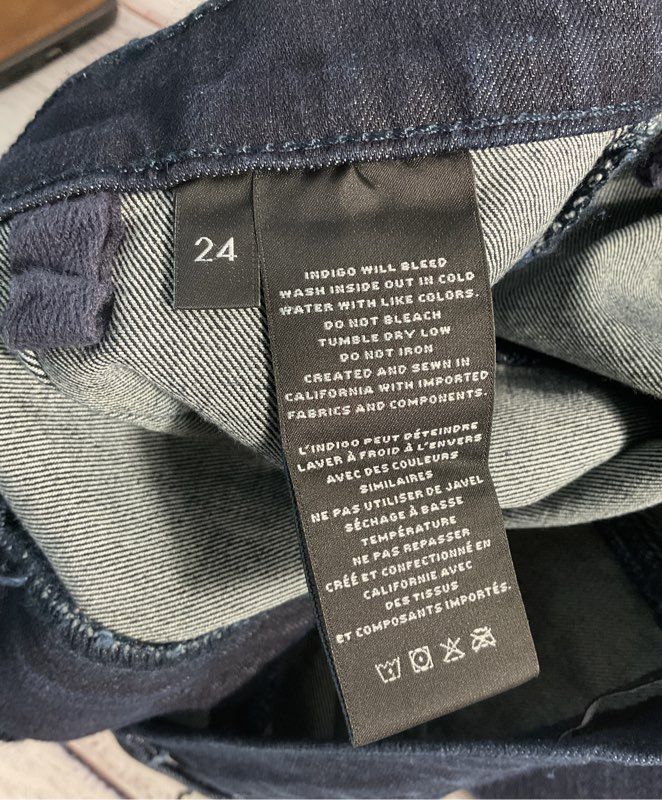 24
INDIGO WILL BLEED
WASH INSIDE OUT IN COLD
WATER WITH LIKE COLORS.
DO NOT BLEACH
TUMBLE DRY LOW
DO NOT IRON
CREATED AND SEWN IN
CALIFORNIA WITH IMPORTED
FABRICS AND COMPONENTS.
L'INDIGO PEUT DÉTEINDRE
LAVER À FROID À L'ENVERS
AVEC DES COULEURS
SIMILAIRES
NE PAS UTILISER DE JAVEL
SÉCHAGE À BASSE
TEMPÉRATURE
NE PAS REPASSER
CRÉÉ ET CONFECTIONNÉ EN
CALIFORNIE AVEC
DES TISSUS
ET COMPOSANTS IMPORTÉS.